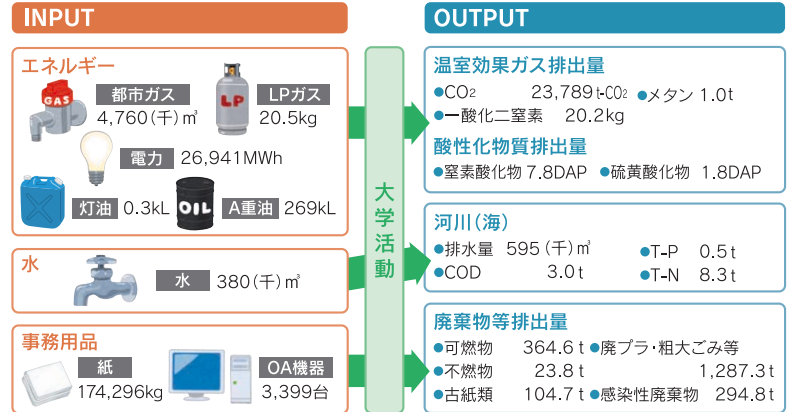 INPUT
エネルギー
GAS
都市ガス
4,760(千)㎥
LP
LPガス
20.5kg
電力 26,941MWh
灯油 0.3kL
OIL
A重油 269kL
水
水 380(千)㎥
事務用品
紙
174,296kg
OA機器
3,399台
大学活動
OUTPUT
温室効果ガス排出量
●CO₂ 23,789t-CO₂ ●メタン 1.0t
●一酸化二窒素 20.2kg
酸性化物質排出量
●窒素酸化物 7.8DAP ●硫黄酸化物 1.8DAP
河川(海)
●排水量 595(千)㎥ ●T-P 0.5t
●COD 3.0t ●T-N 8.3t
廃棄物等排出量
●可燃物 364.6t ●廃プラ・粗大ごみ等
●不燃物 23.8t 1,287.3t
●古紙類 104.7t ●感染性廃棄物 294.8t